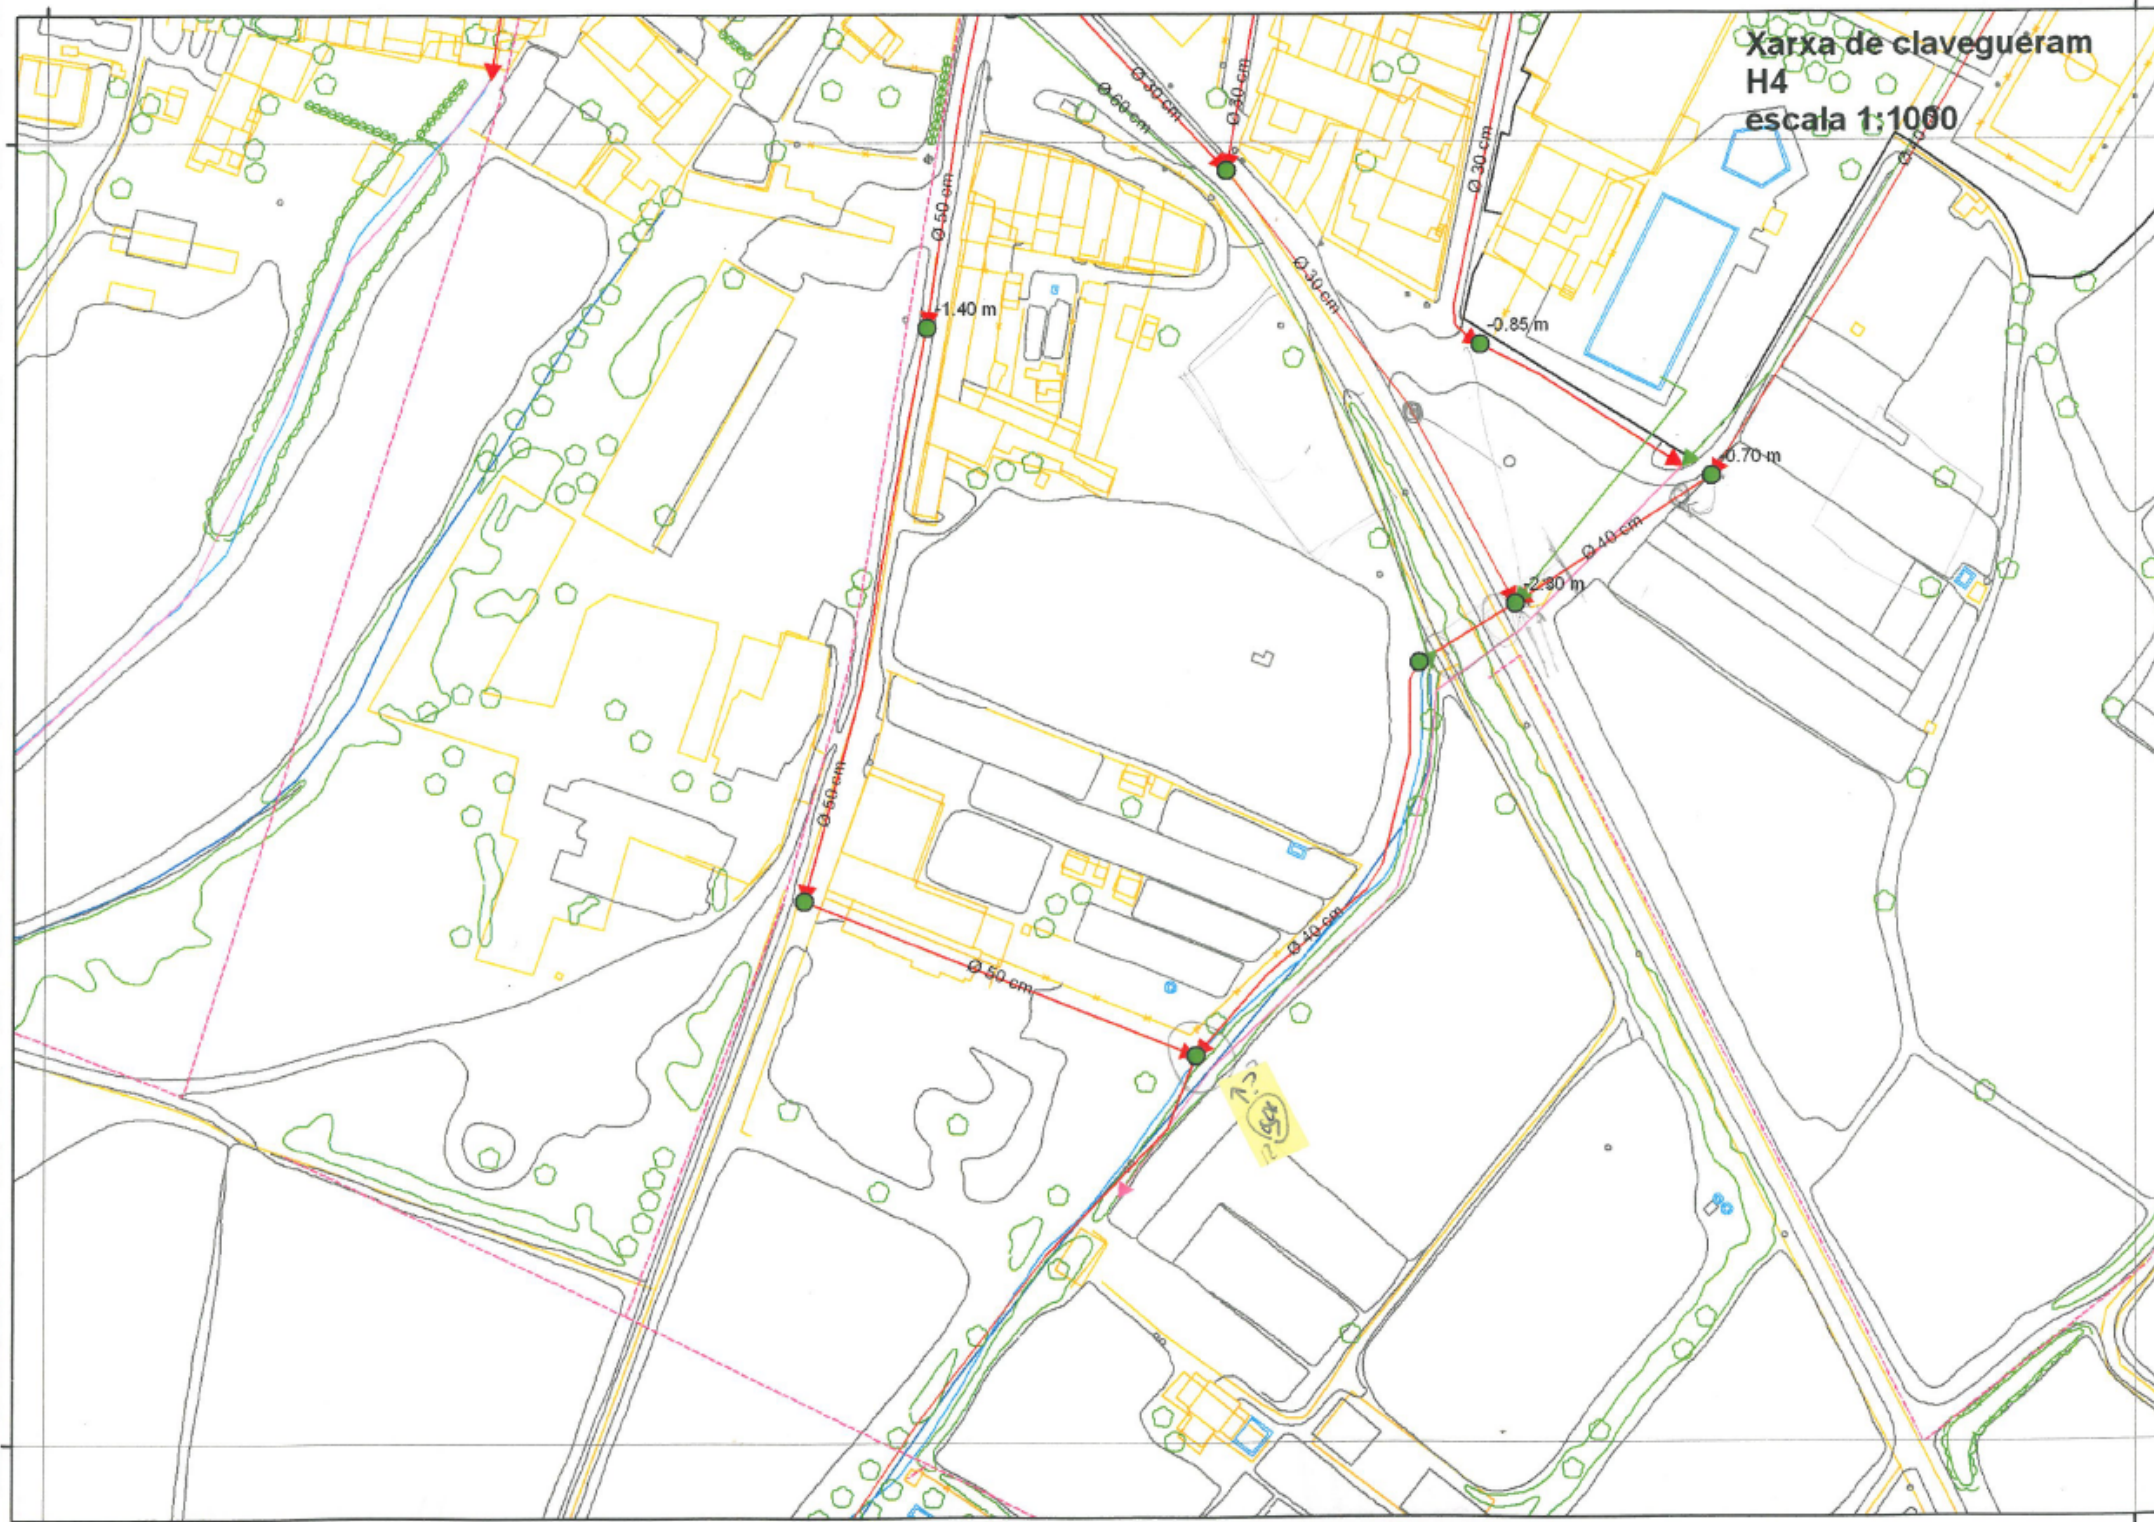 Xarxa de clavegueram
H4
escala 1:1000
Ø 60 cm
Ø 30 cm
Ø 30 cm
Ø 30 cm
Ø 50 cm
Ø 30 cm
-1.40 m
-0.85 m
-0.70 m
Ø 40 cm
-2.80 m
Ø 50 cm
Ø 40 cm
Ø 50 cm